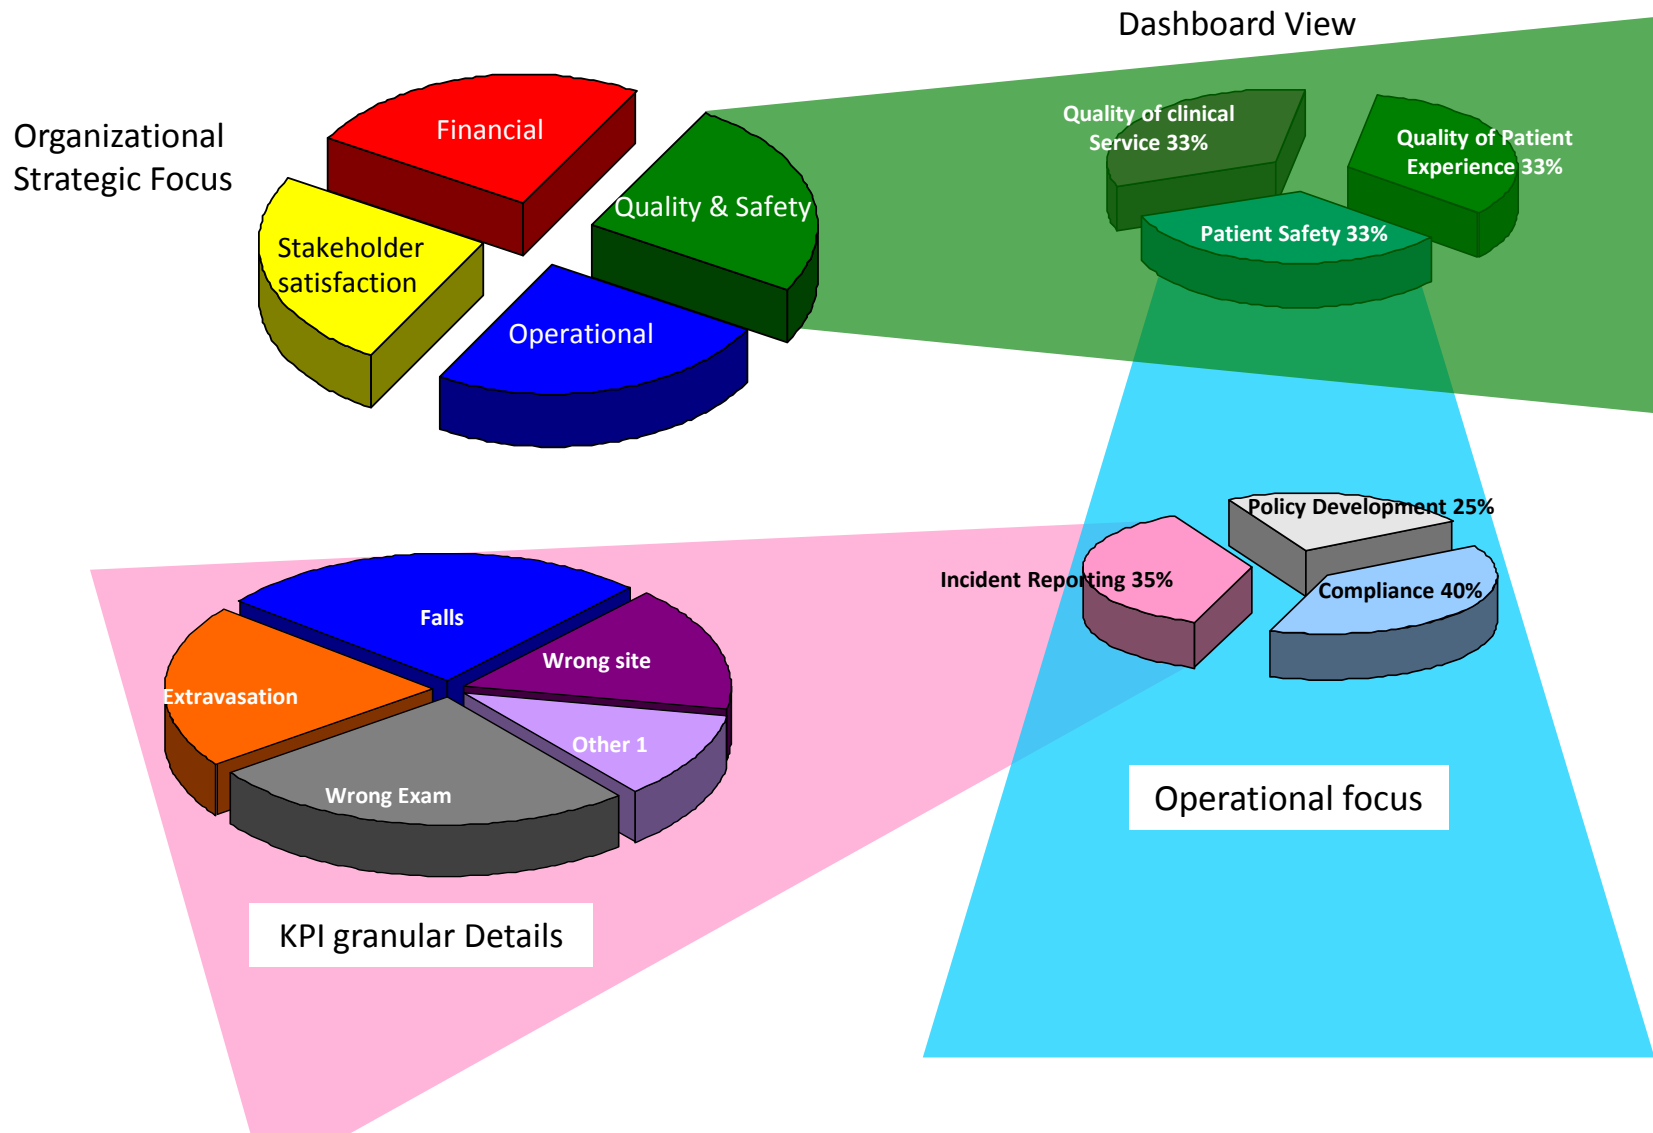 Dashboard View
Organizational
Strategic Focus
Financial
Quality & Safety
Stakeholder
satisfaction
Operational
Quality of clinical
Service 33%
Quality of Patient
Experience 33%
Patient Safety 33%
Policy Development 25%
Incident Reporting 35%
Compliance 40%
Operational focus
Falls
Wrong site
Extravasation
Other 1
Wrong Exam
KPI granular Details